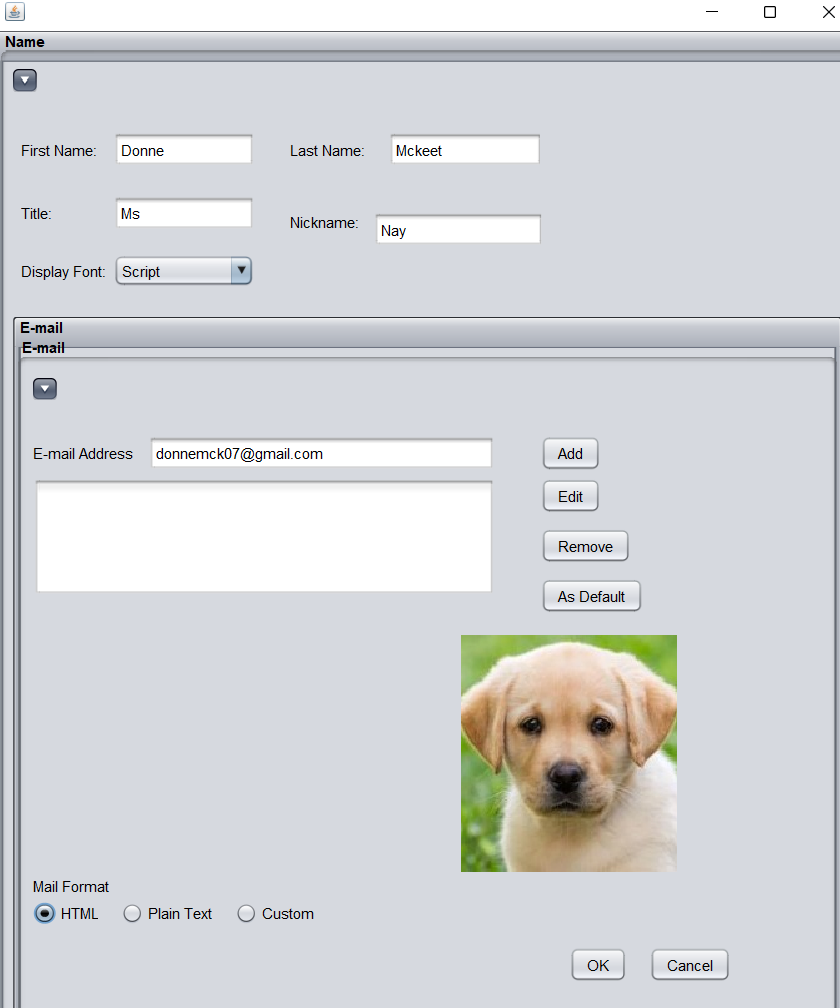 Name
First Name: Donne Last Name: Mckeet
Title: Ms
Nickname: Nay
Display Font: Script
E-mail
E-mail
E-mail Address donnemck07@gmail.com Add
Edit
Remove
As Default
Mail Format
HTML Plain Text Custom
OK Cancel